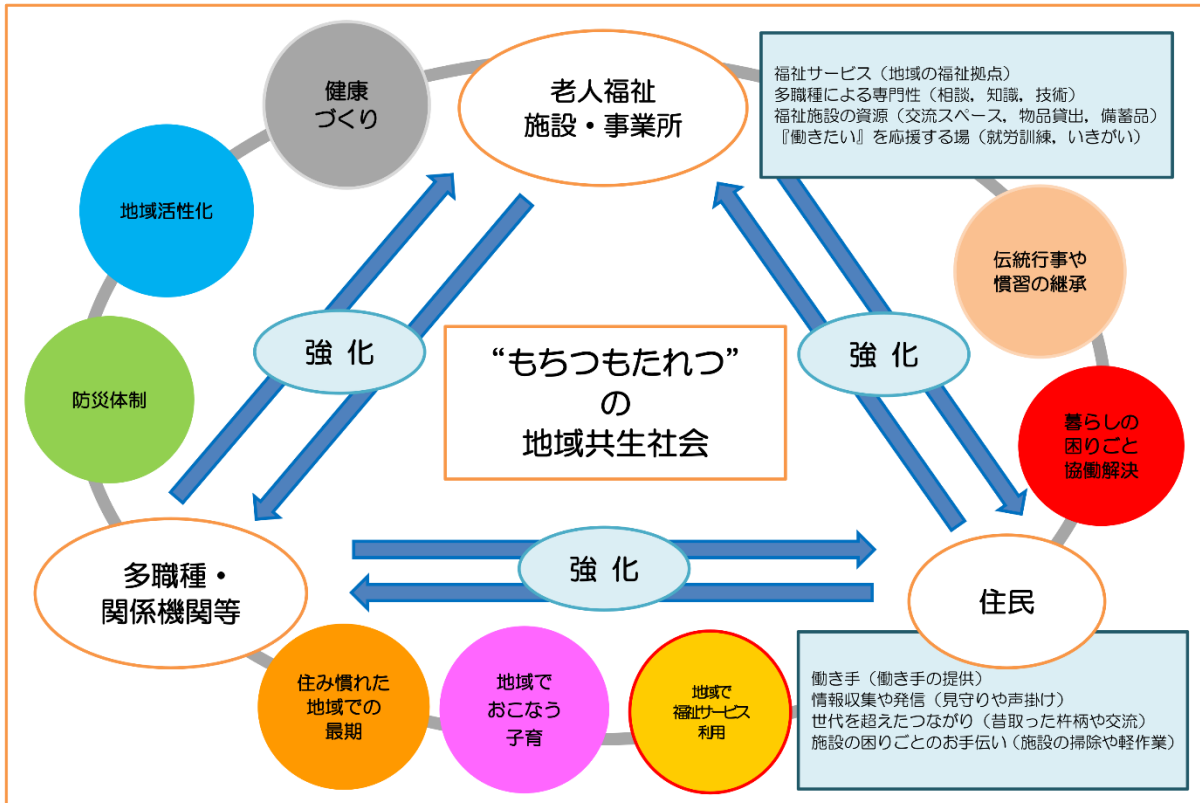 健康
づくり
老人福祉
施設・事業所
福祉サービス（地域の福祉拠点）
多職種による専門性（相談，知識，技術）
福祉施設の資源（交流スペース，物品貸出，備蓄品）
『働きたい』を応援する場（就労訓練，いきがい）
地域活性化
伝統行事や
慣習の継承
強 化
“もちつもたれつ”
の
地域共生社会
強 化
防災体制
暮らしの
困りごと
協働解決
多職種・
関係機関等
強 化
住民
住み慣れた
地域での
最期
地域で
おこなう
子育
地域で
福祉サービス
利用
働き手（働き手の提供）
情報収集や発信（見守りや声掛け）
世代を超えたつながり（昔取った杵柄や交流）
施設の困りごとのお手伝い（施設の掃除や軽作業）